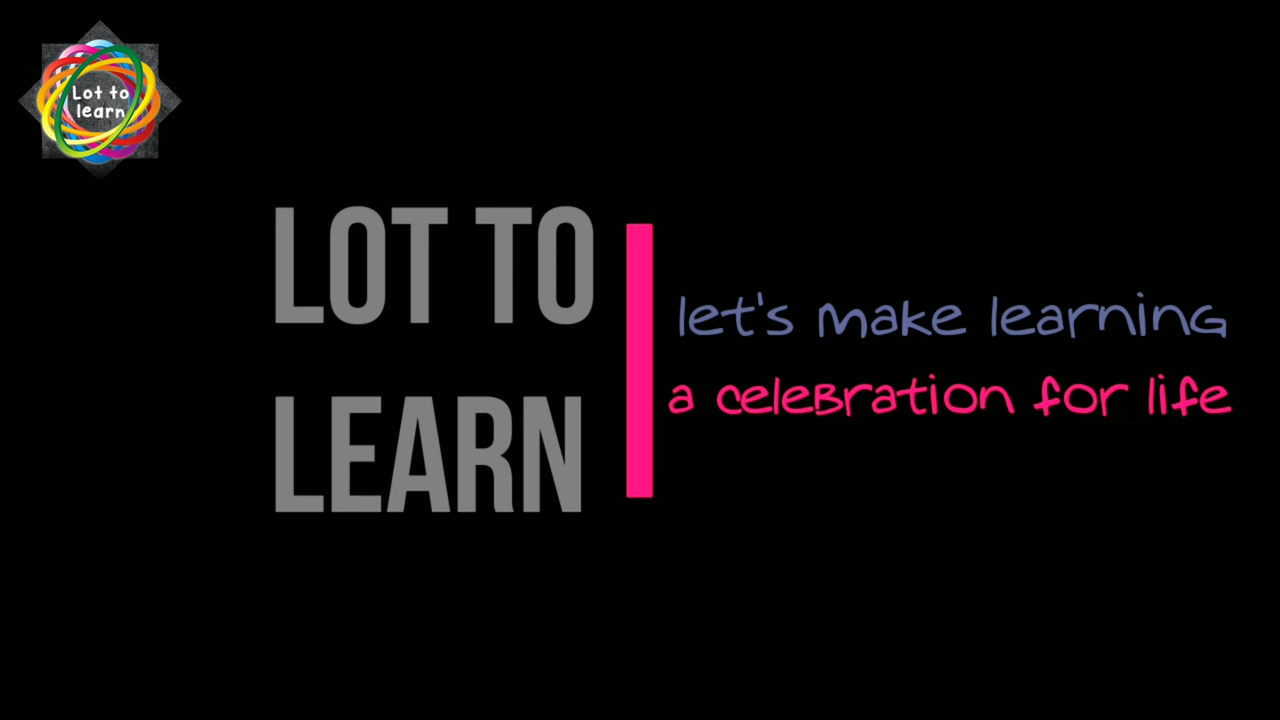 Lot to
learn
LOT TO
LEARN
let's make learning
a celeBration for life